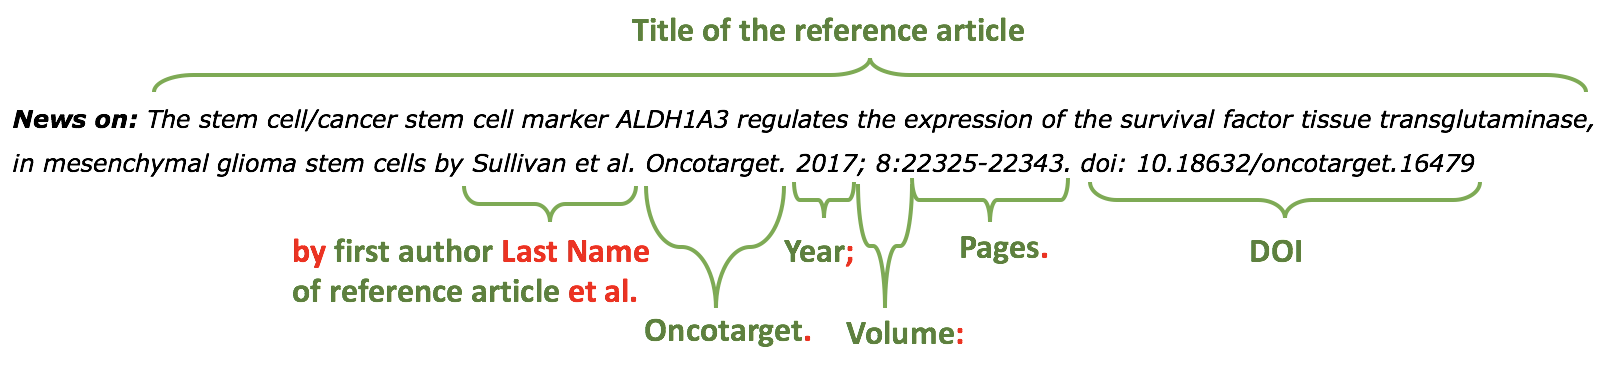 Title of the reference article
News on: The stem cell/cancer stem cell marker ALDH1A3 regulates the expression of the survival factor tissue transglutaminase,
in mesenchymal glioma stem cells by Sullivan et al. Oncotarget. 2017; 8:22325-22343. doi: 10.18632/oncotarget.16479
by first author Last Name
of reference article et al.
Oncotarget.
Year;
Volume:
Pages.
DOI